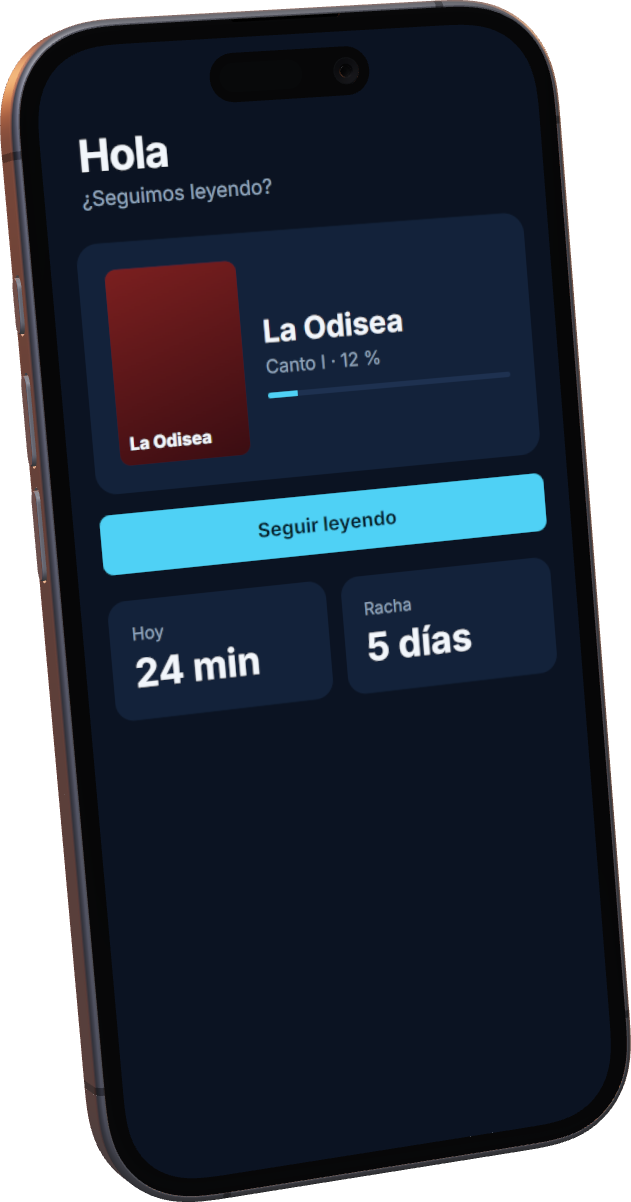 Hola
¿Seguimos leyendo?
La Odisea
La Odisea
Canto I · 12 %
Seguir leyendo
Hoy
24 min
Racha
5 días